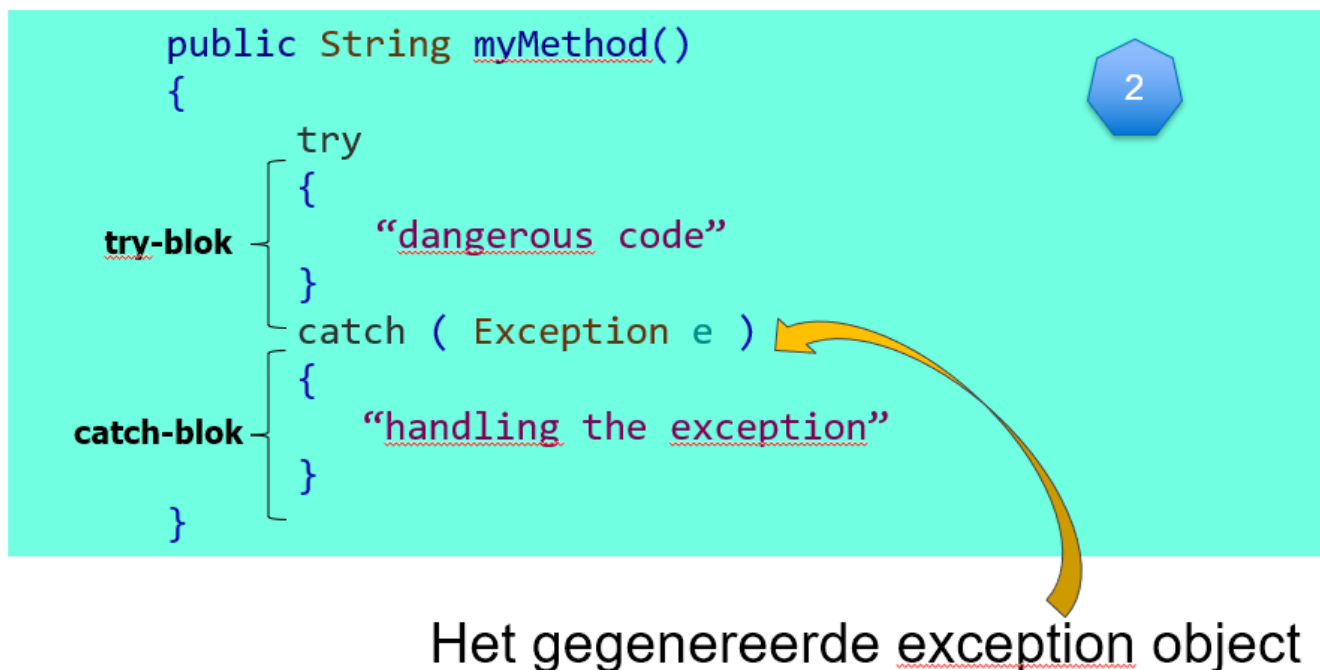 public String myMethod()
{
2
try
{
try-blok
“dangerous code”
}
catch ( Exception e )
{
catch-blok
“handling the exception”
}
}
Het gegenereerde exception object